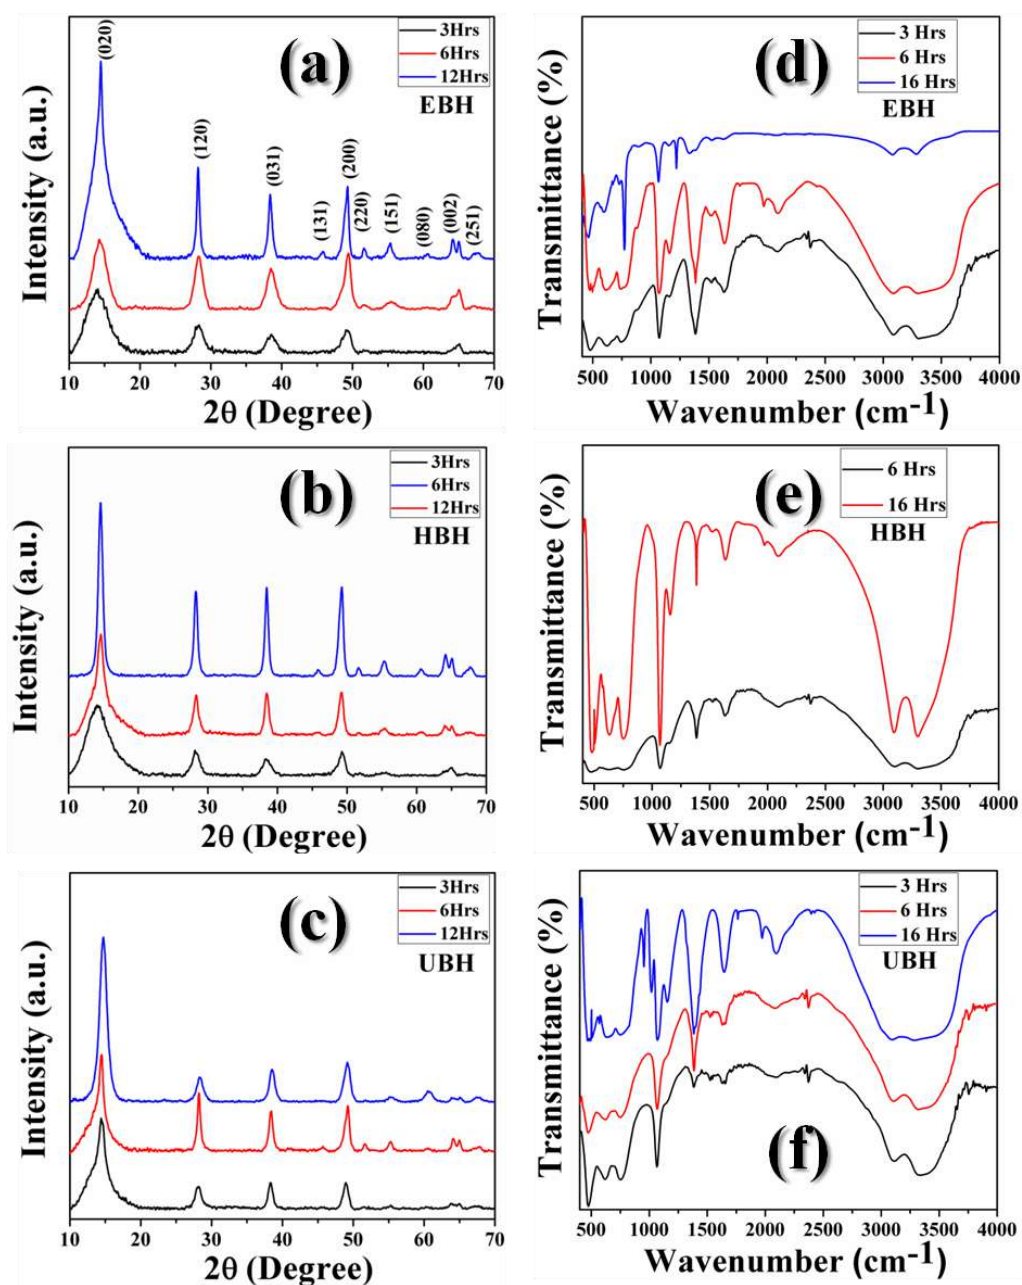 (a)
3Hrs
6Hrs
12Hrs
EBH
(020)
(120)
(031)
(131)
(200)
(220)
(151)
(080)
(002)
(251)
Intensity (a.u.)
10 20 30 40 50 60 70
2θ (Degree)
(d)
3 Hrs
6 Hrs
16 Hrs
EBH
Transmittance (%)
500 1000 1500 2000 2500 3000 3500 4000
Wavenumber (cm-1)
(b)
3Hrs
6Hrs
12Hrs
HBH
Intensity (a.u.)
10 20 30 40 50 60 70
2θ (Degree)
(e)
6 Hrs
16 Hrs
HBH
Transmittance (%)
500 1000 1500 2000 2500 3000 3500 4000
Wavenumber (cm-1)
(c)
3Hrs
6Hrs
12Hrs
UBH
Intensity (a.u.)
10 20 30 40 50 60 70
2θ (Degree)
3 Hrs
6 Hrs
16 Hrs
UBH
(f)
Transmittance (%)
500 1000 1500 2000 2500 3000 3500 4000
Wavenumber (cm-1)